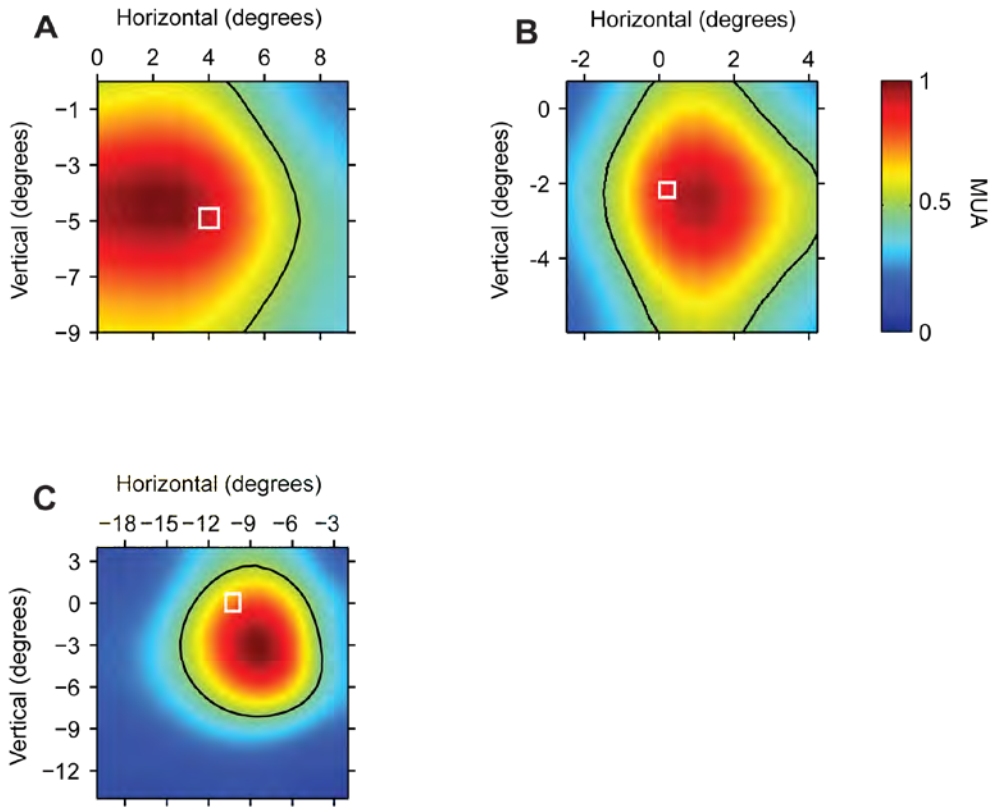 A
Horizontal (degrees)
0 2 4 6 8
Vertical (degrees)
−1
−3
−5
−7
−9
B
Horizontal (degrees)
−2 0 2 4
Vertical (degrees)
0
−2
−4
1
0.5
0
MUA
C
Horizontal (degrees)
−18 −15 −12 −9 −6 −3
Vertical (degrees)
3
0
−3
−6
−9
−12